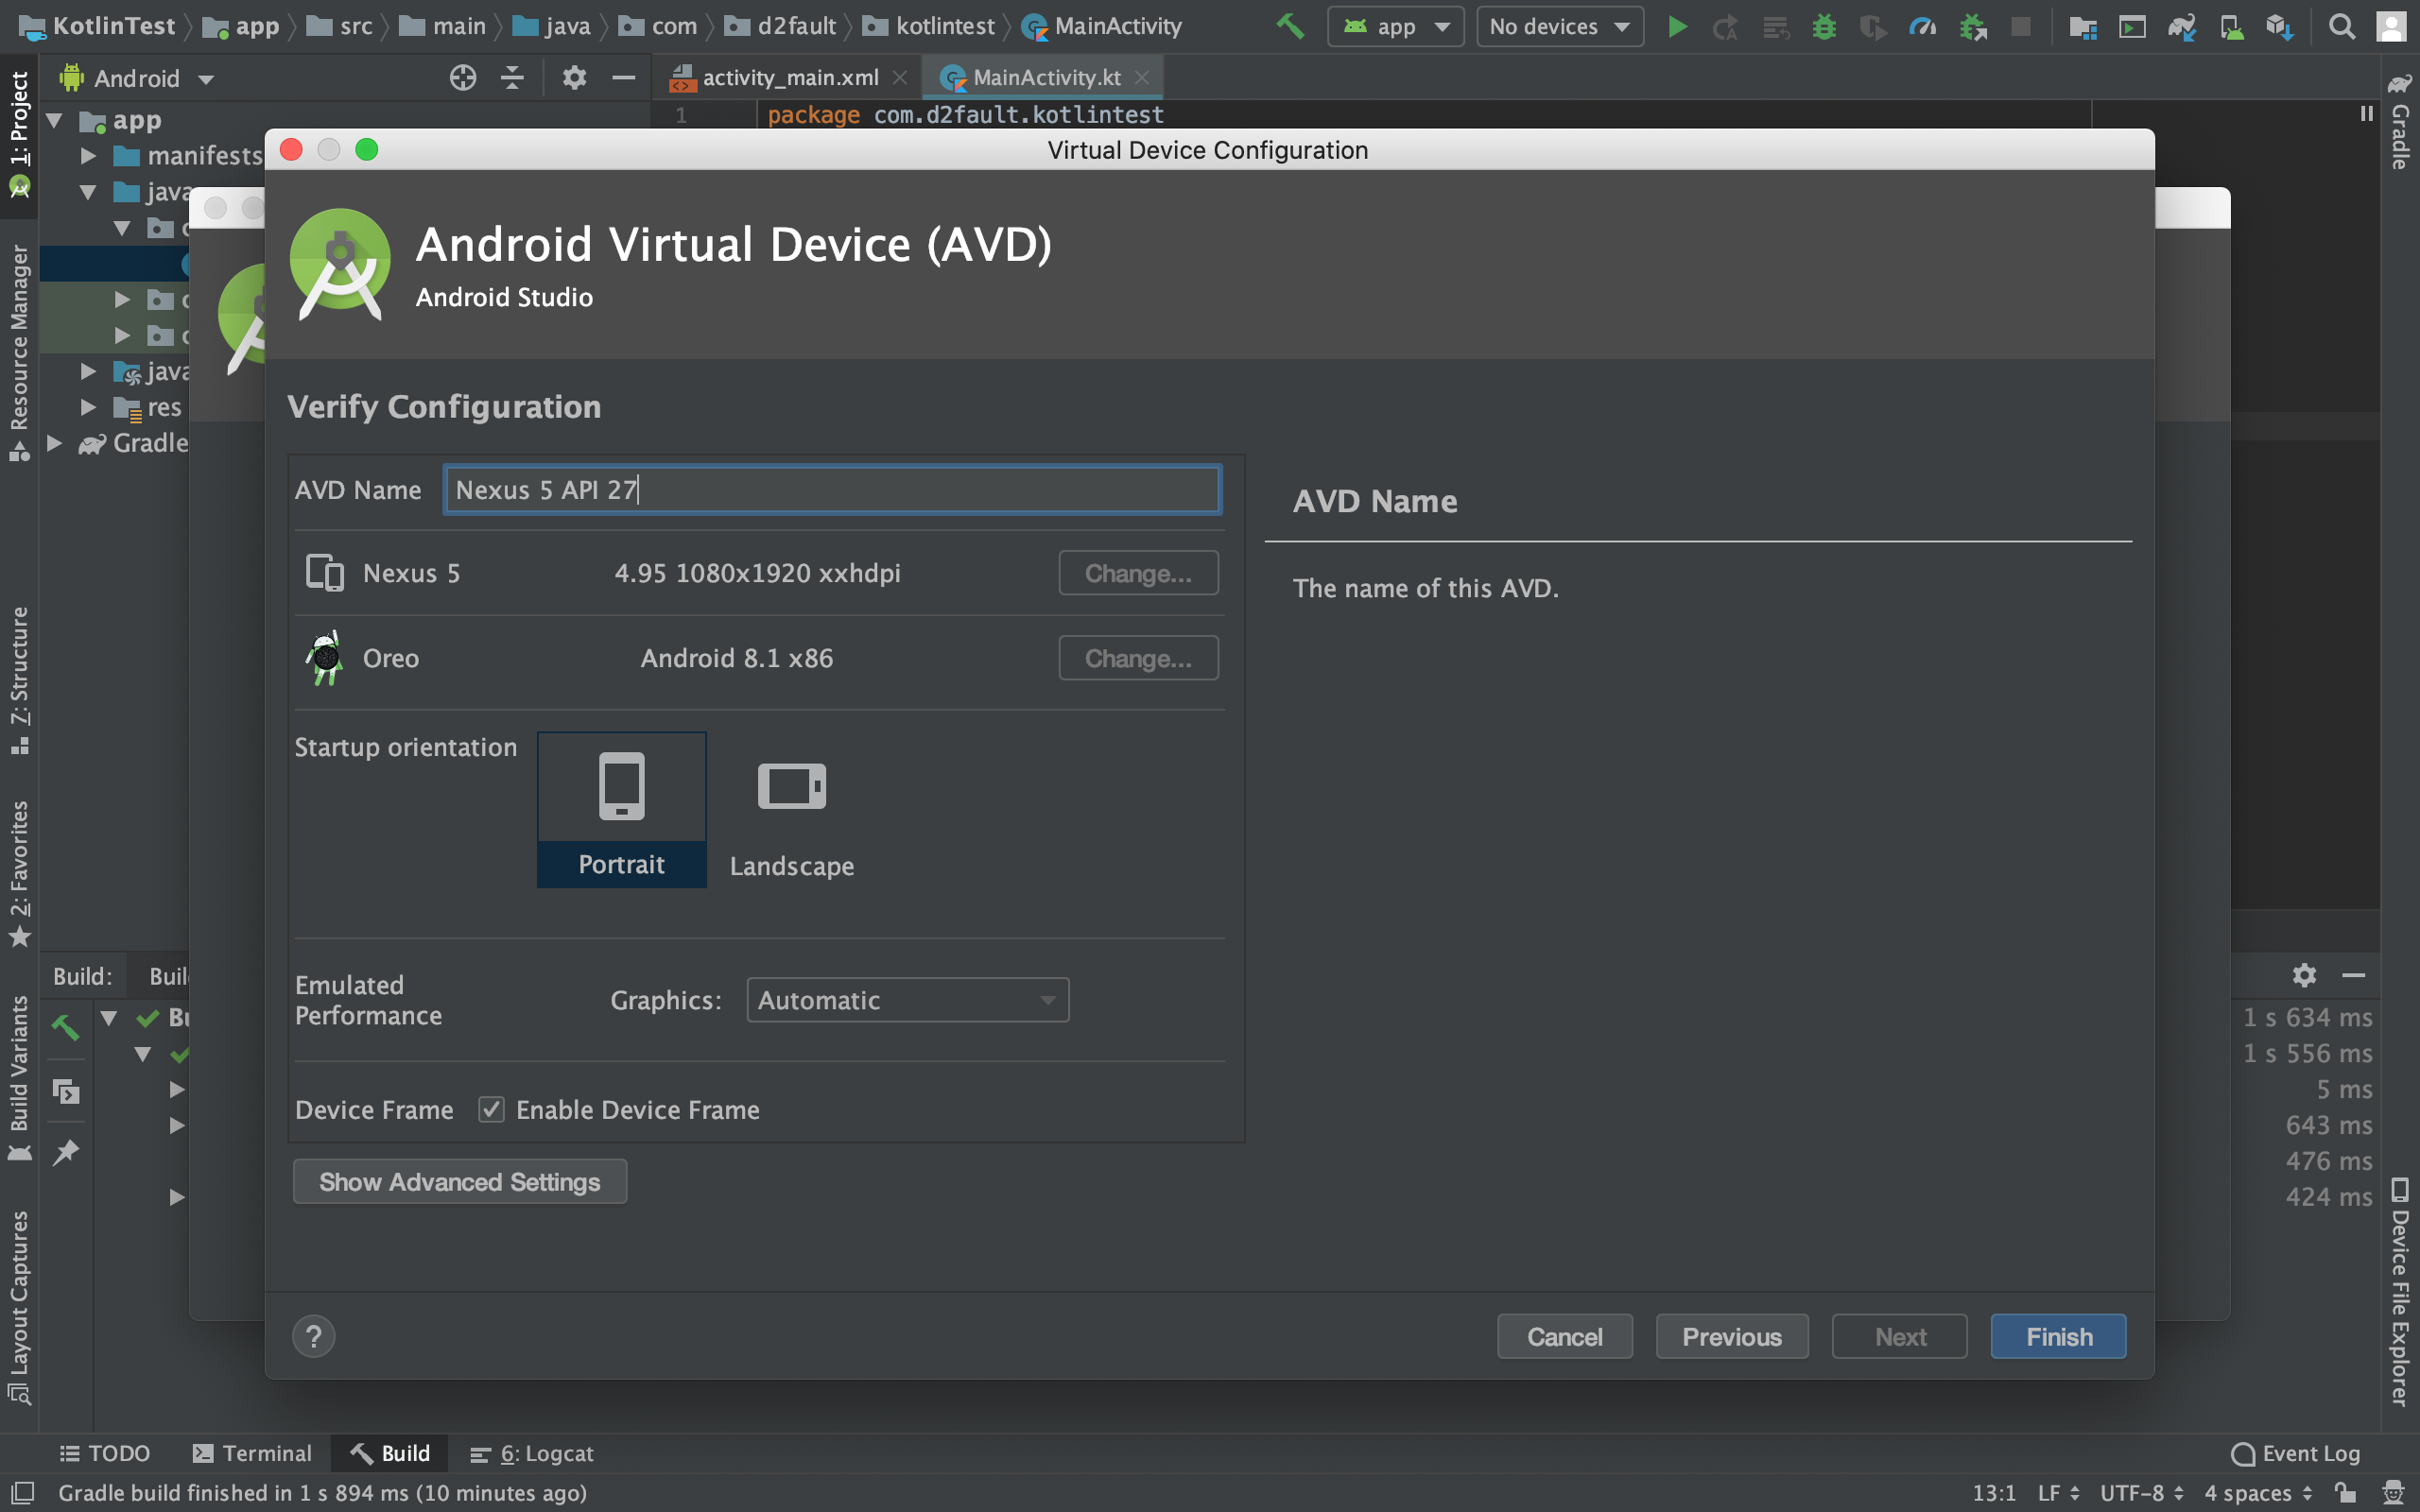 KotlinTest app src main java com d2fault kotlintest MainActivity app No devices
Android activity_main.xml MainActivity.kt
1: Project
Resource Manager
7: Structure
2: Favorites
Build Variants
Layout Captures
app
manifests
java
java
res
Gradle
1 package com.d2fault.kotlintest
Virtual Device Configuration
Android Virtual Device (AVD)
Android Studio
Verify Configuration
AVD Name Nexus 5 API 27
Nexus 5 4.95 1080x1920 xxhdpi Change...
Oreo Android 8.1 x86 Change...
Startup orientation
Portrait Landscape
Emulated
Performance
Graphics: Automatic
Device Frame Enable Device Frame
Show Advanced Settings
AVD Name
The name of this AVD.
? Cancel Previous Next Finish
Build:
1 s 634 ms
1 s 556 ms
5 ms
643 ms
476 ms
424 ms
Gradle
Device File Explorer
TODO Terminal Build 6: Logcat Event Log
Gradle build finished in 1 s 894 ms (10 minutes ago) 13:1 LF UTF-8 4 spaces